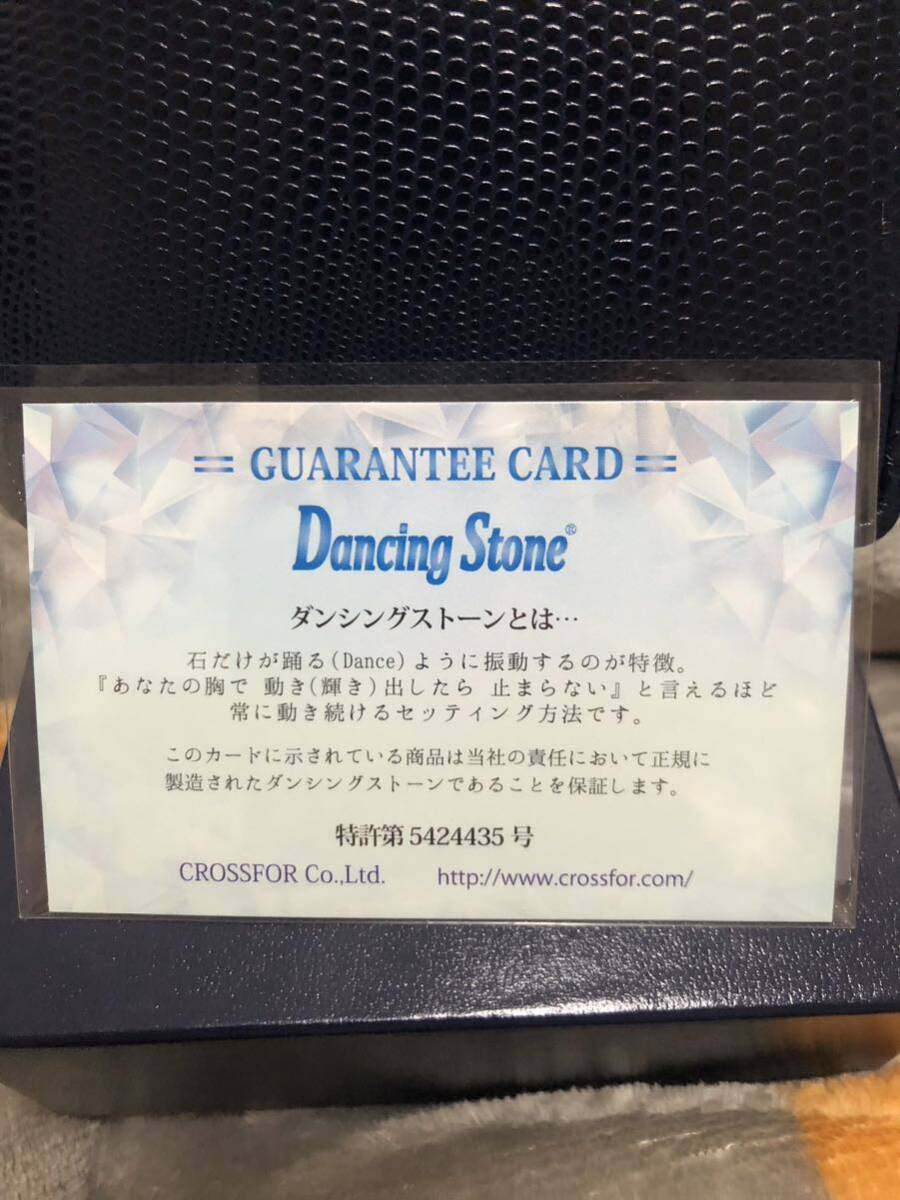 = GUARANTEE CARD =
Dancing Stone®
ダンシングストーンとは…
石だけが踊る(Dance)ように振動するのが特徴。
『あなたの胸で 動き(輝き)出したら 止まらない』と言えるほど
常に動き続けるセッティング方法です。
このカードに示されている商品は当社の責任において正規に
製造されたダンシングストーンであることを保証します。
特許第5424435号
CROSSFOR Co.,Ltd. http://www.crossfor.com/